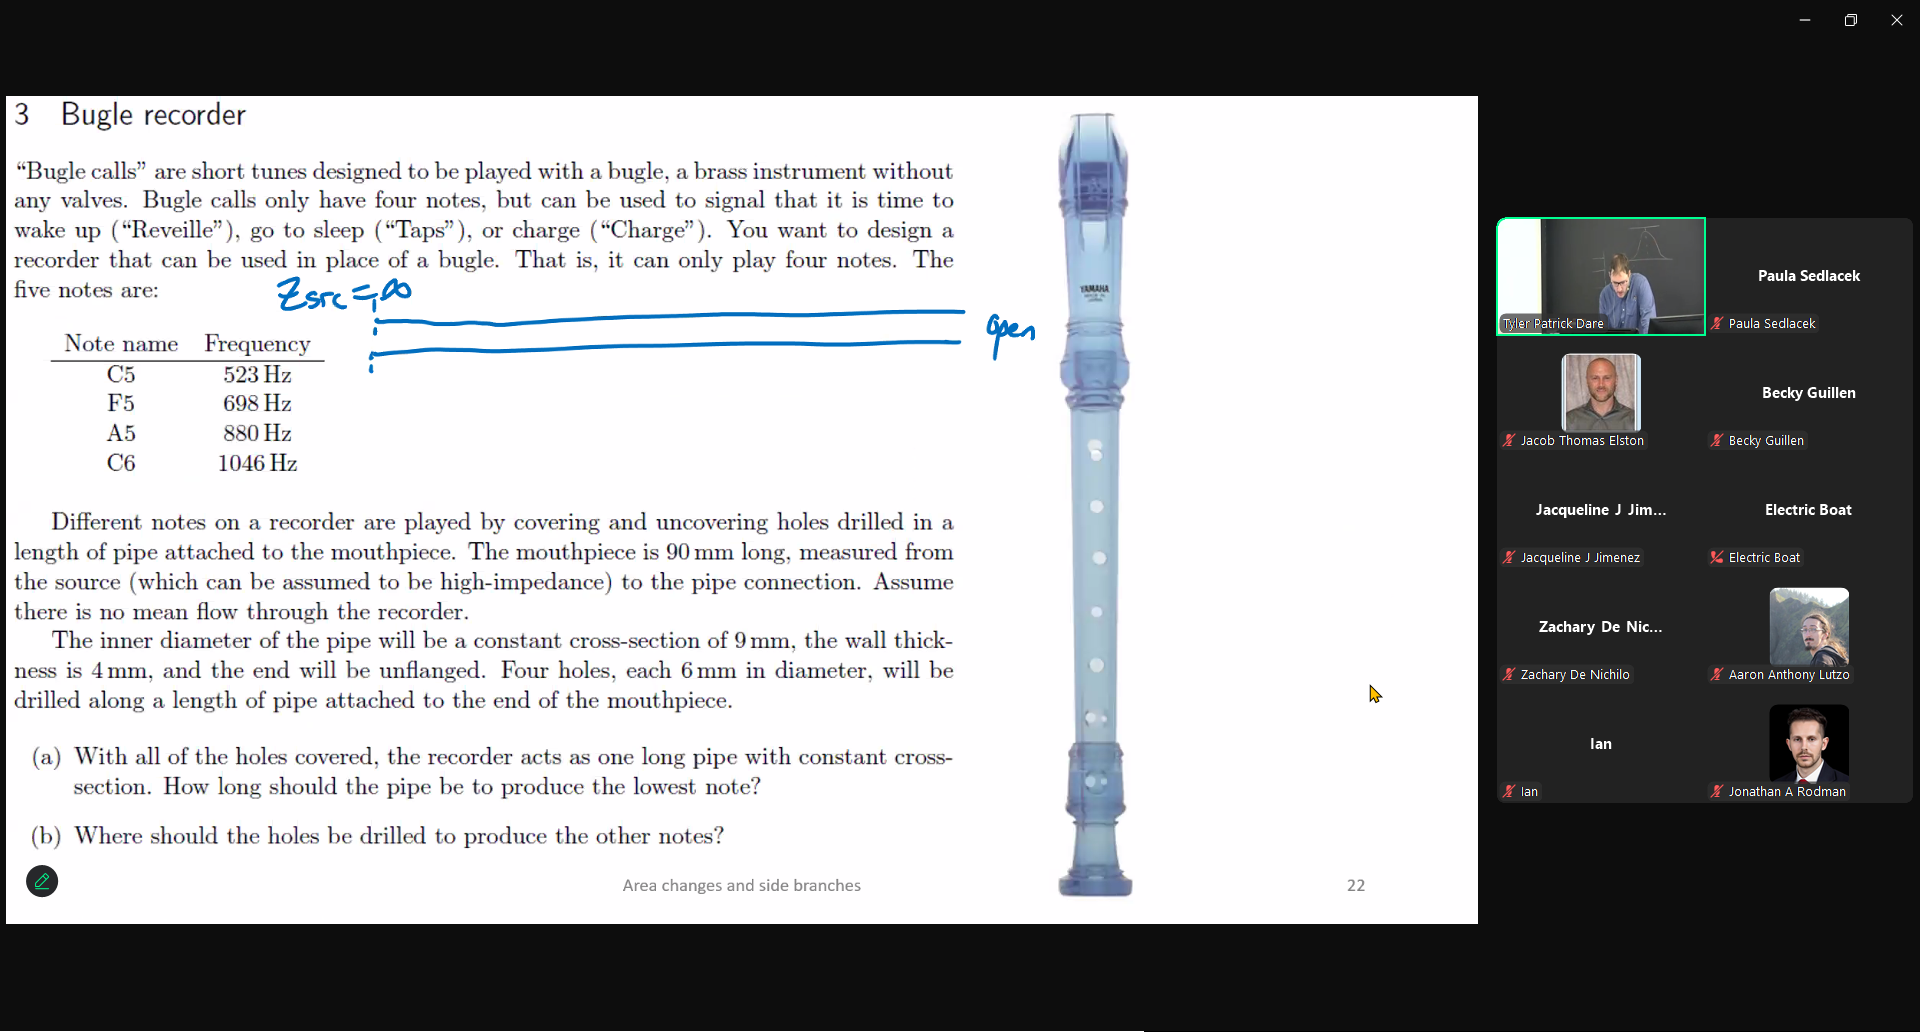 3 Bugle recorder
“Bugle calls” are short tunes designed to be played with a bugle, a brass instrument without
any valves. Bugle calls only have four notes, but can be used to signal that it is time to
wake up (“Reveille”), go to sleep (“Taps”), or charge (“Charge”). You want to design a
recorder that can be used in place of a bugle. That is, it can only play four notes. The
five notes are:
Zsrc = ∞
open
Note name Frequency
C5 523 Hz
F5 698 Hz
A5 880 Hz
C6 1046 Hz
Different notes on a recorder are played by covering and uncovering holes drilled in a
length of pipe attached to the mouthpiece. The mouthpiece is 90 mm long, measured from
the source (which can be assumed to be high-impedance) to the pipe connection. Assume
there is no mean flow through the recorder.
The inner diameter of the pipe will be a constant cross-section of 9 mm, the wall thick-
ness is 4 mm, and the end will be unflanged. Four holes, each 6 mm in diameter, will be
drilled along a length of pipe attached to the end of the mouthpiece.
(a) With all of the holes covered, the recorder acts as one long pipe with constant cross-
section. How long should the pipe be to produce the lowest note?
(b) Where should the holes be drilled to produce the other notes?
Area changes and side branches
22
YAMAHA
Tyler Patrick Dare
Paula Sedlacek
Paula Sedlacek
Jacob Thomas Elston
Becky Guillen
Becky Guillen
Jacqueline J Jim...
Jacqueline J Jimenez
Electric Boat
Electric Boat
Zachary De Nic...
Zachary De Nichilo
Aaron Anthony Lutzo
Ian
Ian
Jonathan A Rodman